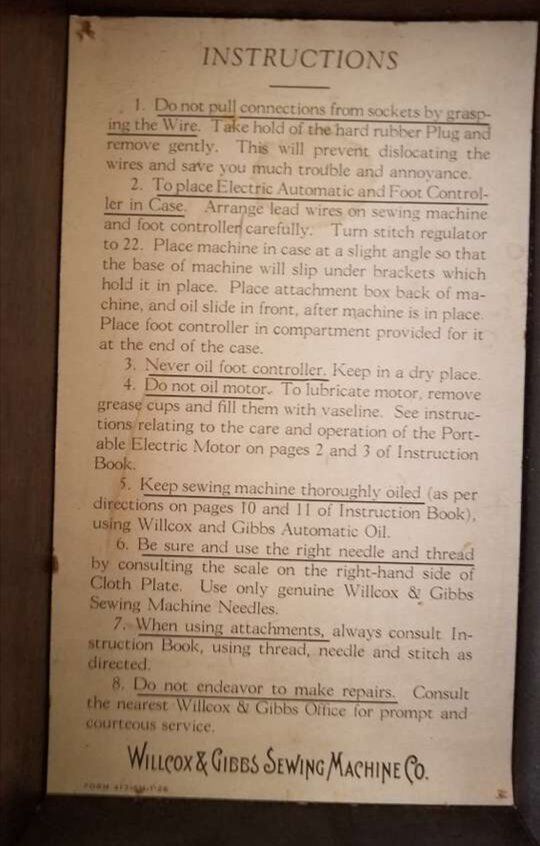 INSTRUCTIONS
1. Do not pull connections from sockets by grasp-
ing the Wire. Take hold of the hard rubber Plug and
remove gently. This will prevent dislocating the
wires and save you much trouble and annoyance.
2. To place Electric Automatic and Foot Control-
ler in Case. Arrange lead wires on sewing machine
and foot controller carefully. Turn stitch regulator
to 22. Place machine in case at a slight angle so that
the base of machine will slip under brackets which
hold it in place. Place attachment box back of ma-
chine, and oil slide in front, after machine is in place.
Place foot controller in compartment provided for it
at the end of the case.
3. Never oil foot controller. Keep in a dry place.
4. Do not oil motor. To lubricate motor, remove
grease cups and fill them with vaseline. See instruc-
tions relating to the care and operation of the Port-
able Electric Motor on pages 2 and 3 of Instruction
Book.
5. Keep sewing machine thoroughly oiled (as per
directions on pages 10 and 11 of Instruction Book),
using Willcox and Gibbs Automatic Oil.
6. Be sure and use the right needle and thread
by consulting the scale on the right-hand side of
Cloth Plate. Use only genuine Willcox & Gibbs
Sewing Machine Needles.
7. When using attachments, always consult In-
struction Book, using thread, needle and stitch as
directed.
8. Do not endeavor to make repairs. Consult
the nearest Willcox & Gibbs Office for prompt and
courteous service.
WILLCOX & GIBBS SEWING MACHINE CO.
FORM